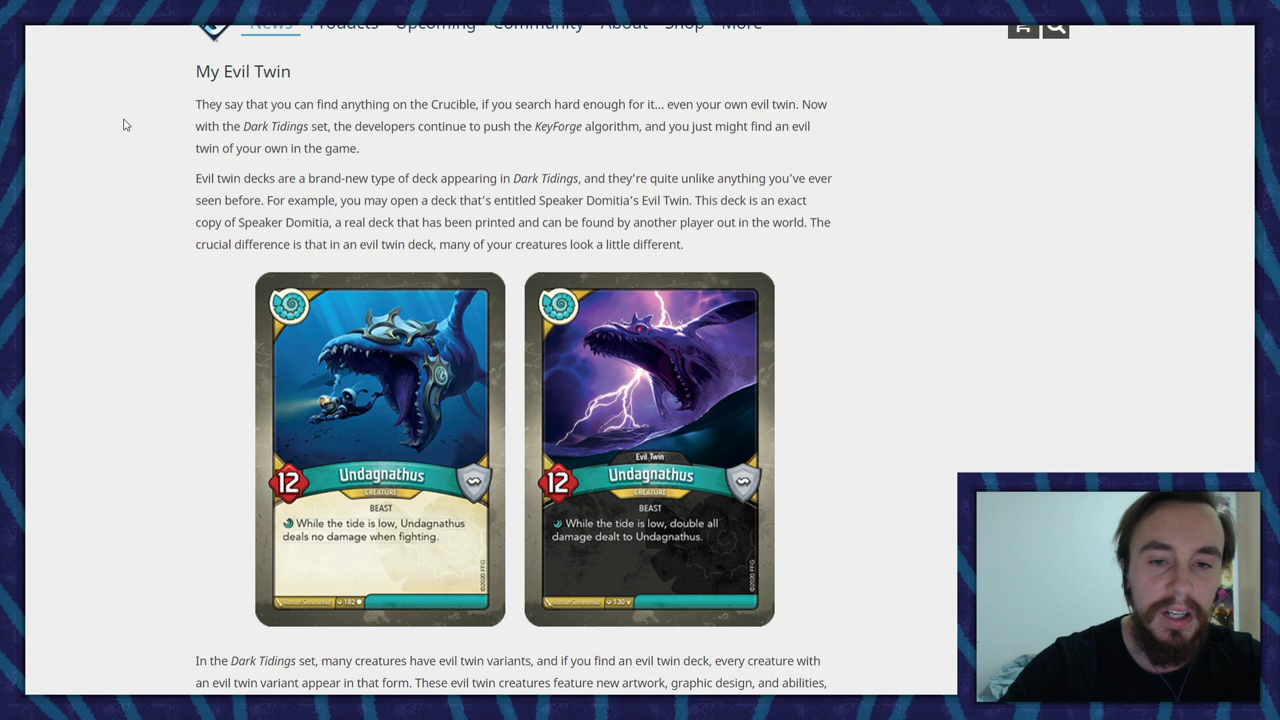 News Products Upcoming Community About Shop More
My Evil Twin
They say that you can find anything on the Crucible, if you search hard enough for it... even your own evil twin. Now
with the Dark Tidings set, the developers continue to push the KeyForge algorithm, and you just might find an evil
twin of your own in the game.
Evil twin decks are a brand-new type of deck appearing in Dark Tidings, and they're quite unlike anything you've ever
seen before. For example, you may open a deck that's entitled Speaker Domitia's Evil Twin. This deck is an exact
copy of Speaker Domitia, a real deck that has been printed and can be found by another player out in the world. The
crucial difference is that in an evil twin deck, many of your creatures look a little different.
12
Undagnathus
CREATURE
BEAST
While the tide is low, Undagnathus
deals no damage when fighting.
©2020 FFG
182
Evil Twin
12
Undagnathus
CREATURE
BEAST
While the tide is low, double all
damage dealt to Undagnathus.
©2020 FFG
130
In the Dark Tidings set, many creatures have evil twin variants, and if you find an evil twin deck, every creature with
an evil twin variant appear in that form. These evil twin creatures feature new artwork, graphic design, and abilities,